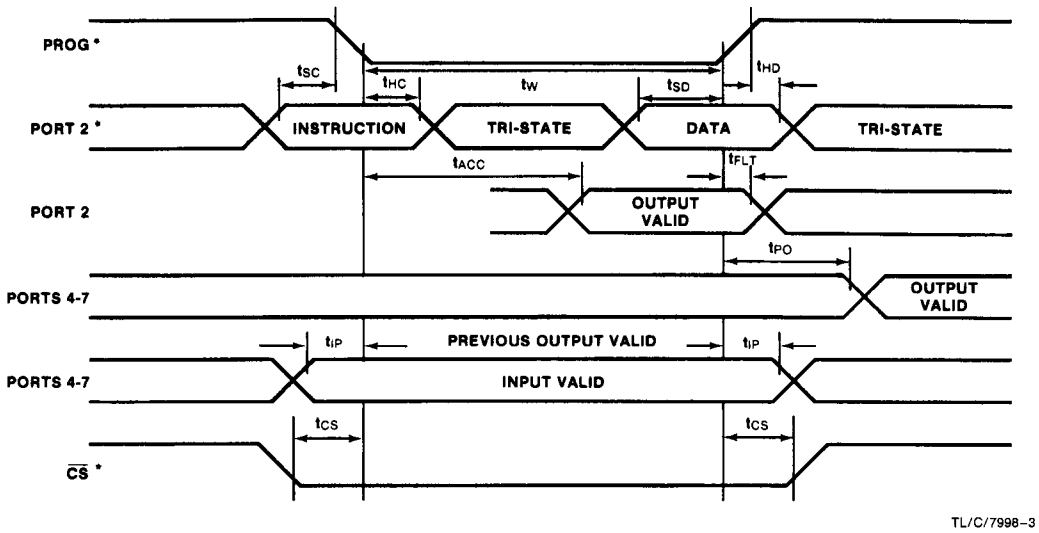 PROG *
tSC
tHC
tW
tSD
tHD
PORT 2 *
INSTRUCTION
TRI-STATE
DATA
TRI-STATE
tACC
tFLT
PORT 2
OUTPUT
VALID
tPO
PORTS 4-7
OUTPUT
VALID
tIP
PREVIOUS OUTPUT VALID
tIP
PORTS 4-7
INPUT VALID
tCS
tCS
CS *
TL/C/7998-3